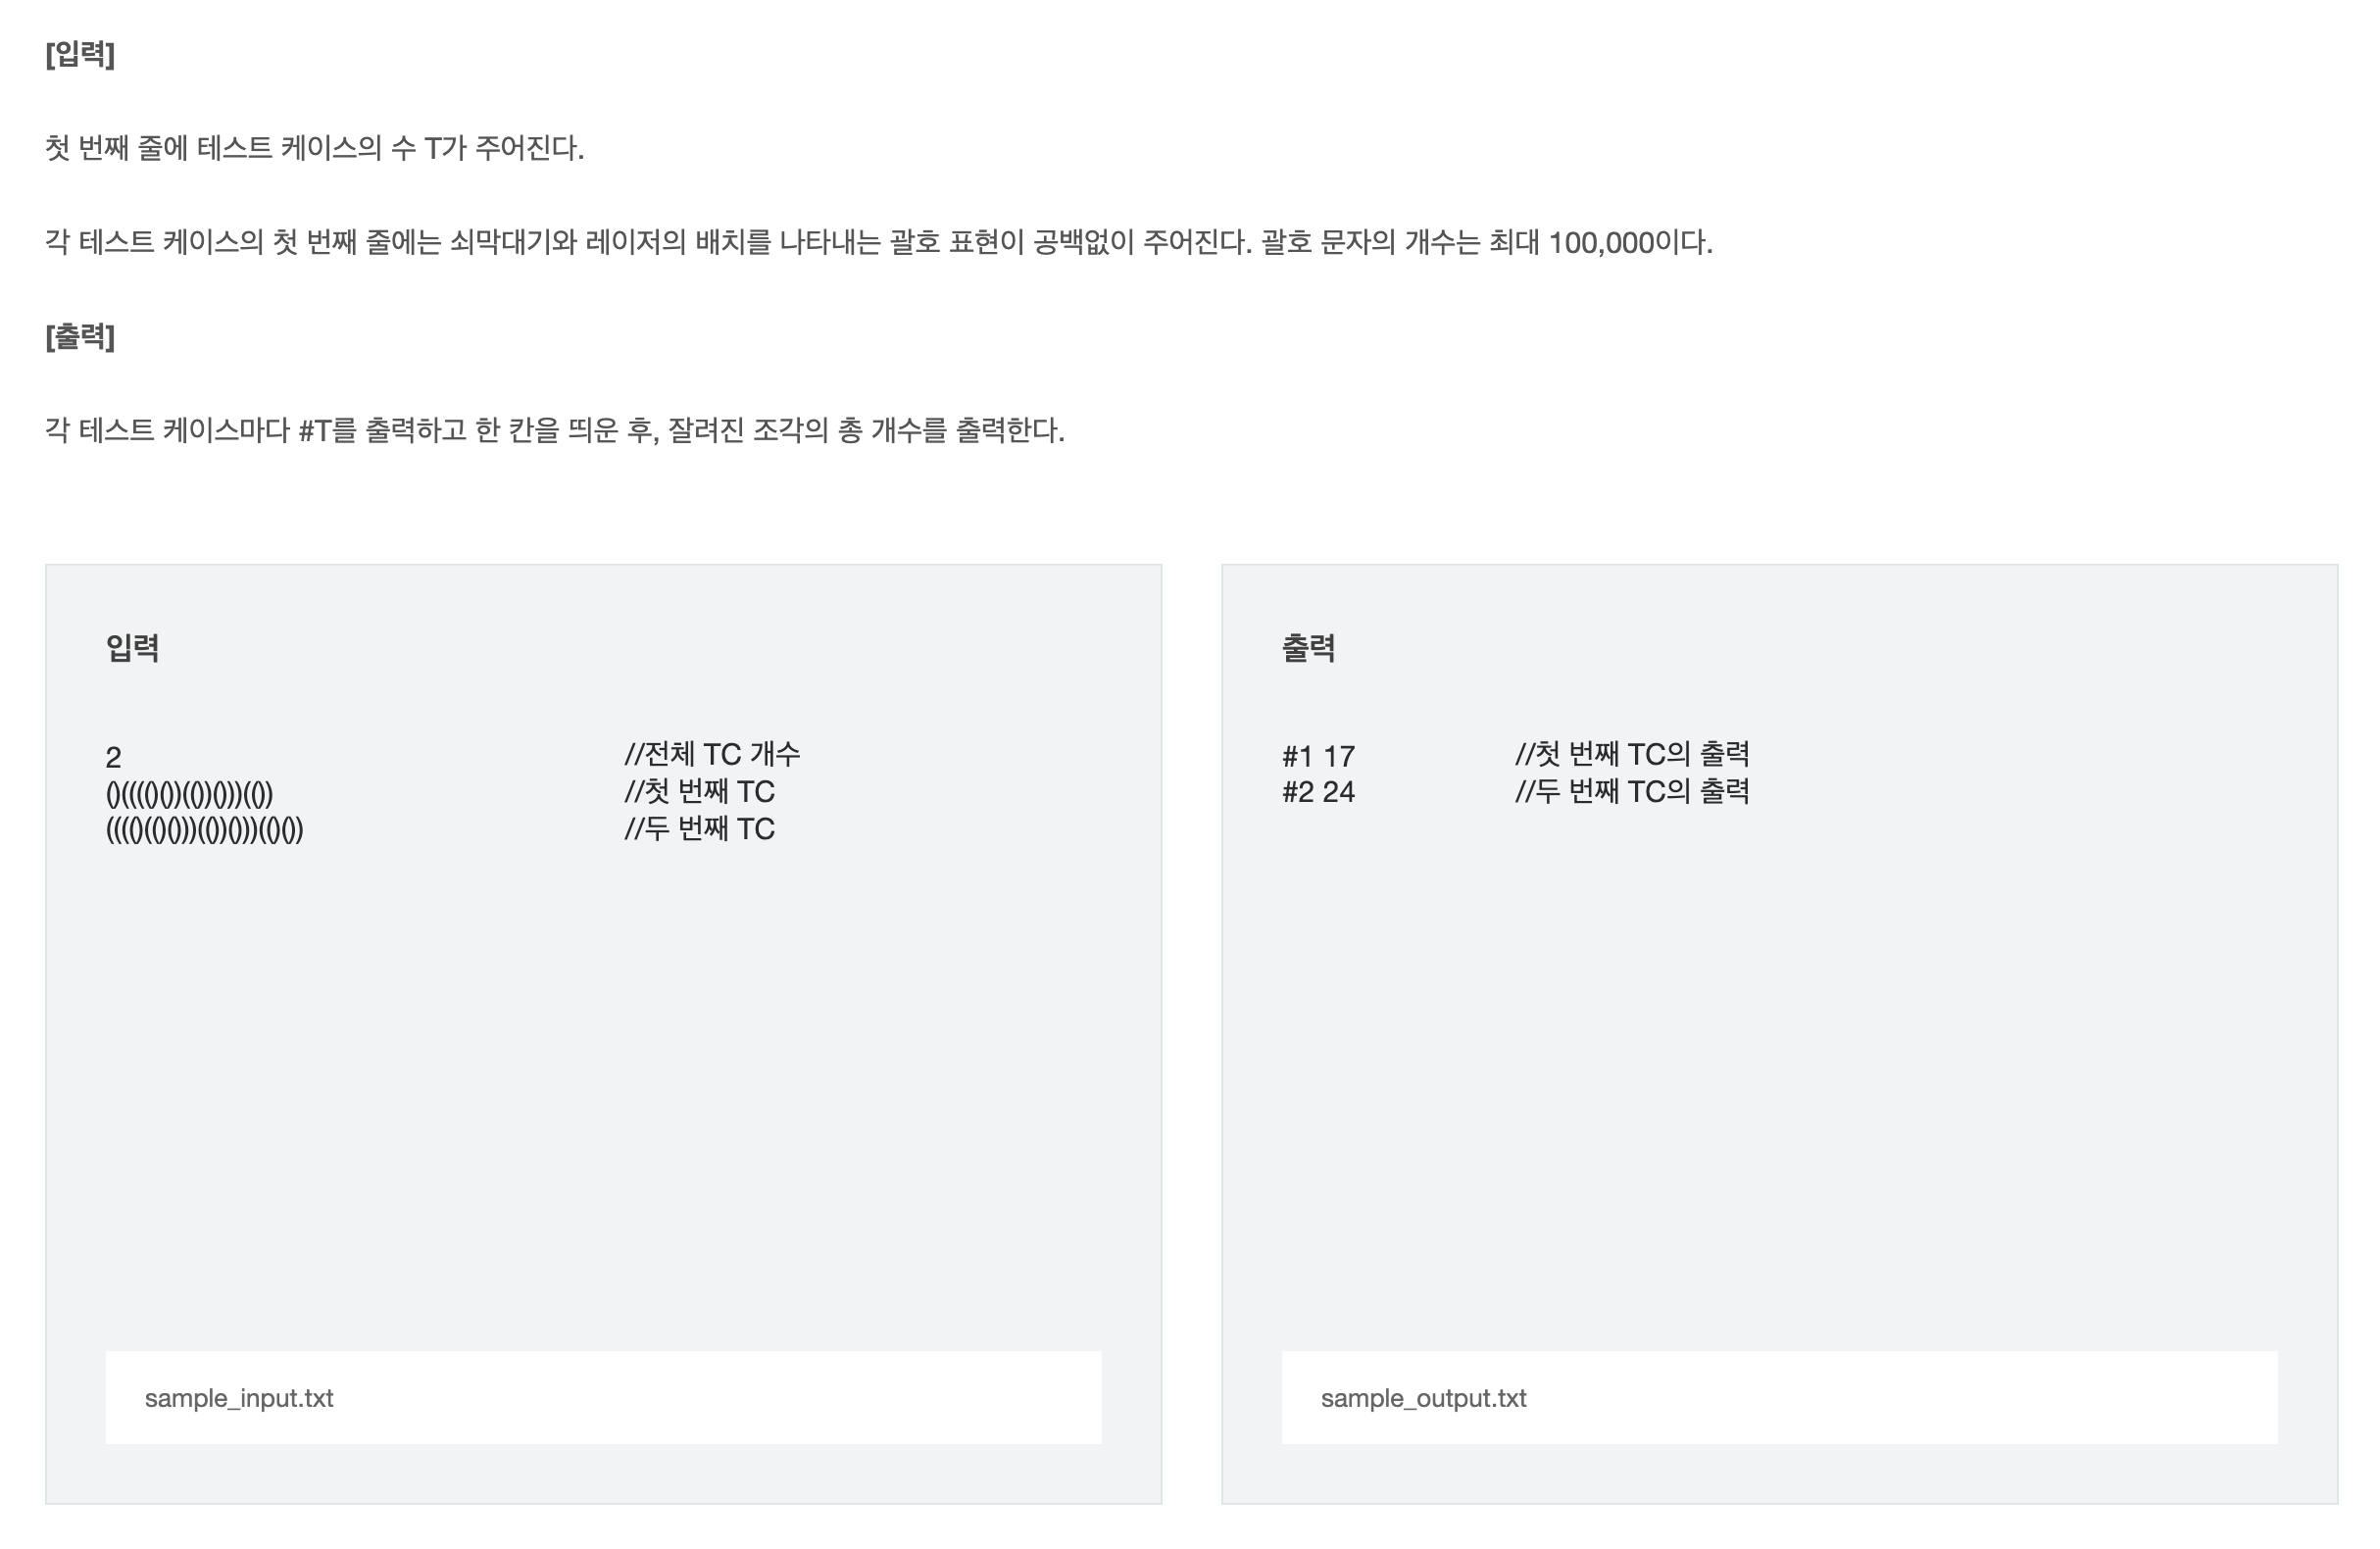 [입력]
첫 번째 줄에 테스트 케이스의 수 T가 주어진다.
각 테스트 케이스의 첫 번째 줄에는 쇠막대기와 레이저의 배치를 나타내는 괄호 표현이 공백없이 주어진다. 괄호 문자의 개수는 최대 100,000이다.
[출력]
각 테스트 케이스마다 #T를 출력하고 한 칸을 띄운 후, 잘려진 조각의 총 개수를 출력한다.
입력
2 //전체 TC 개수
()(((()())(())()))(()) //첫 번째 TC
(((()(()()))(())()))(()()) //두 번째 TC
sample_input.txt
출력
#1 17 //첫 번째 TC의 출력
#2 24 //두 번째 TC의 출력
sample_output.txt